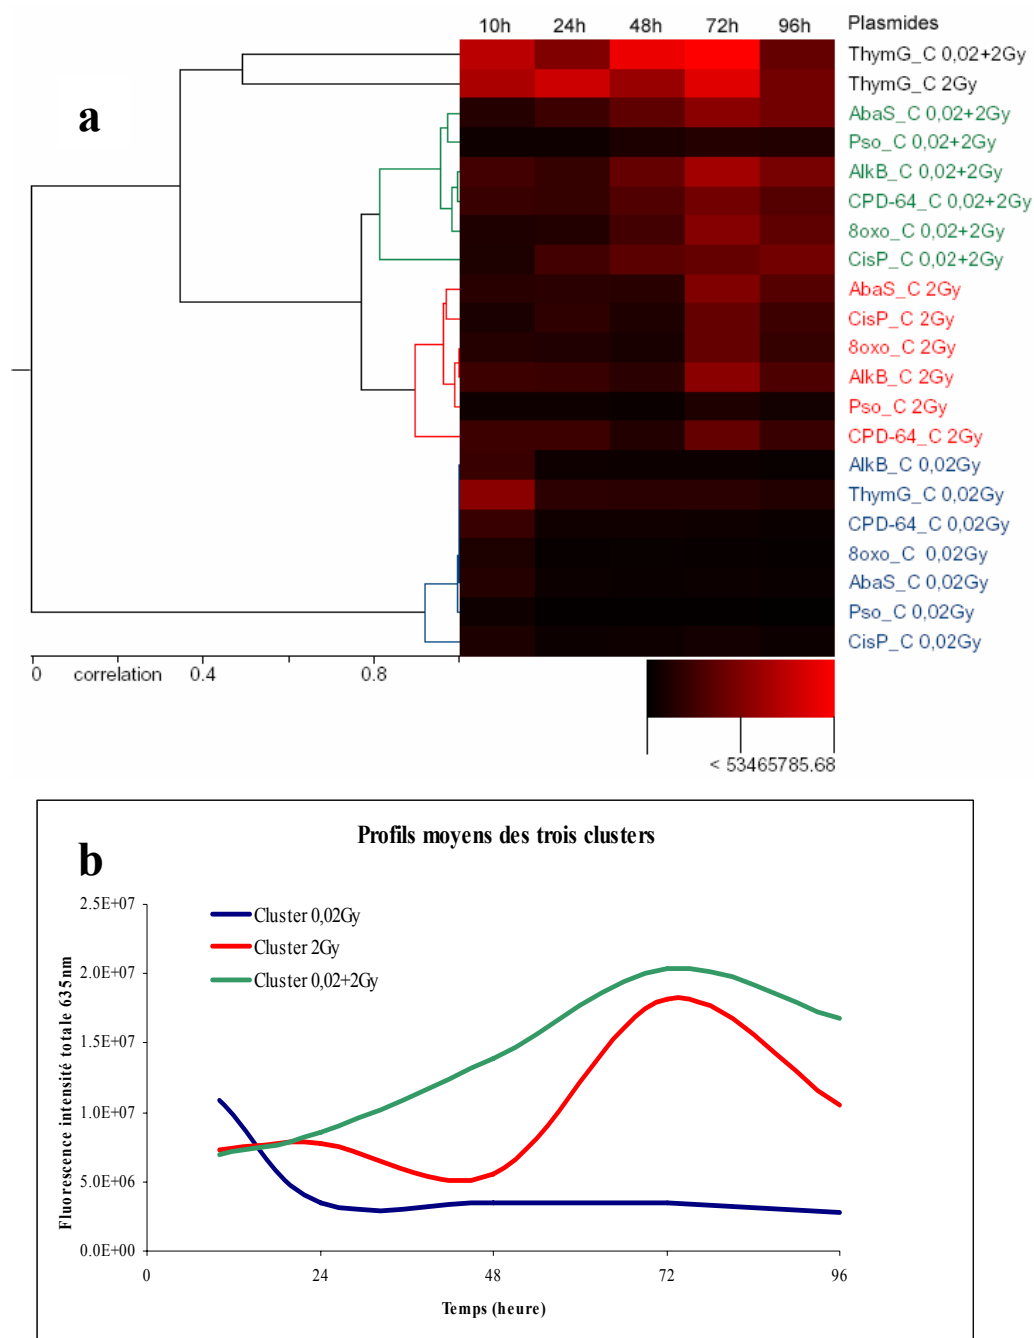 10h 24h 48h 72h 96h Plasmides
a
ThymG_C 0,02+2Gy
ThymG_C 2Gy
AbaS_C 0,02+2Gy
Pso_C 0,02+2Gy
AlkB_C 0,02+2Gy
CPD-64_C 0,02+2Gy
8oxo_C 0,02+2Gy
CisP_C 0,02+2Gy
AbaS_C 2Gy
CisP_C 2Gy
8oxo_C 2Gy
AlkB_C 2Gy
Pso_C 2Gy
CPD-64_C 2Gy
AlkB_C 0,02Gy
ThymG_C 0,02Gy
CPD-64_C 0,02Gy
8oxo_C 0,02Gy
AbaS_C 0,02Gy
Pso_C 0,02Gy
CisP_C 0,02Gy
0 correlation 0.4 0.8
< 53465785.68
Profils moyens des trois clusters
b
2.5E+07
2.0E+07
1.5E+07
1.0E+07
5.0E+06
0.0E+00
Fluorescence intensité totale 635nm
Cluster 0,02Gy
Cluster 2Gy
Cluster 0,02+2Gy
0 24 48 72 96
Temps (heure)